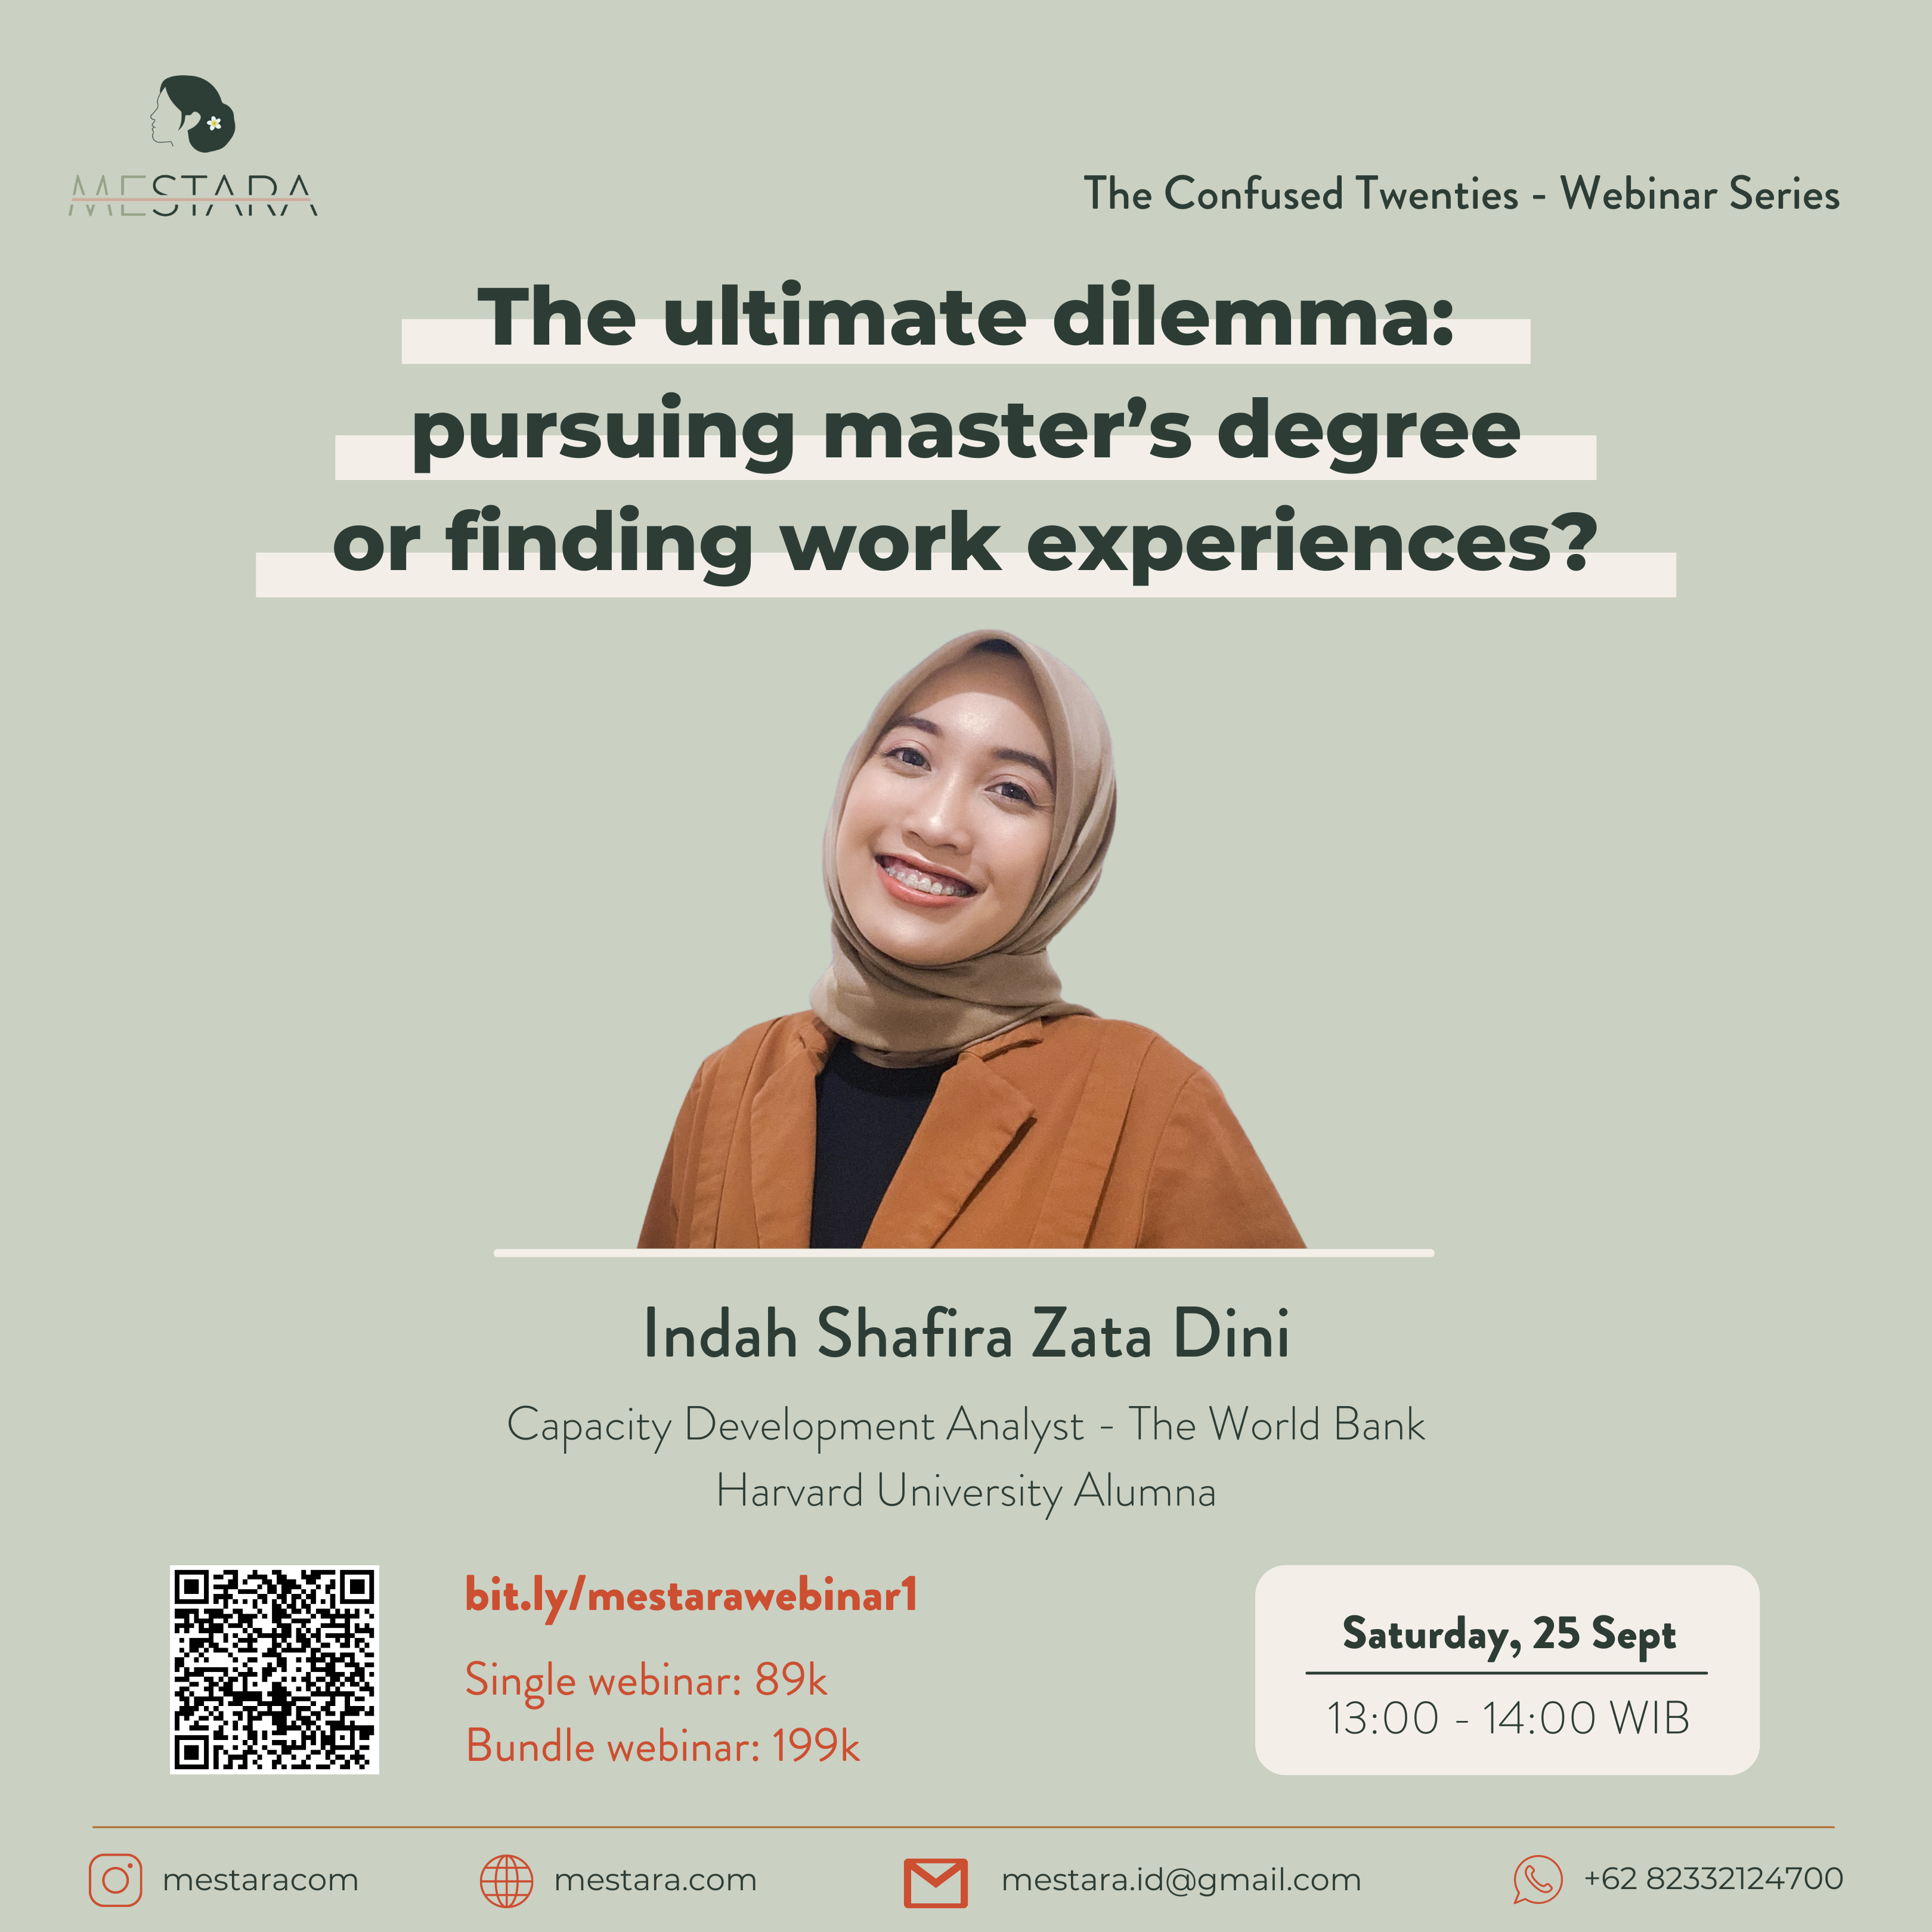 MESTARA
The Confused Twenties - Webinar Series
The ultimate dilemma:
pursuing master’s degree
or finding work experiences?
Indah Shafira Zata Dini
Capacity Development Analyst - The World Bank
Harvard University Alumna
bit.ly/mestarawebinar1
Single webinar: 89k
Bundle webinar: 199k
Saturday, 25 Sept
13:00 - 14:00 WIB
mestaracom
mestara.com
mestara.id@gmail.com
+62 82332124700